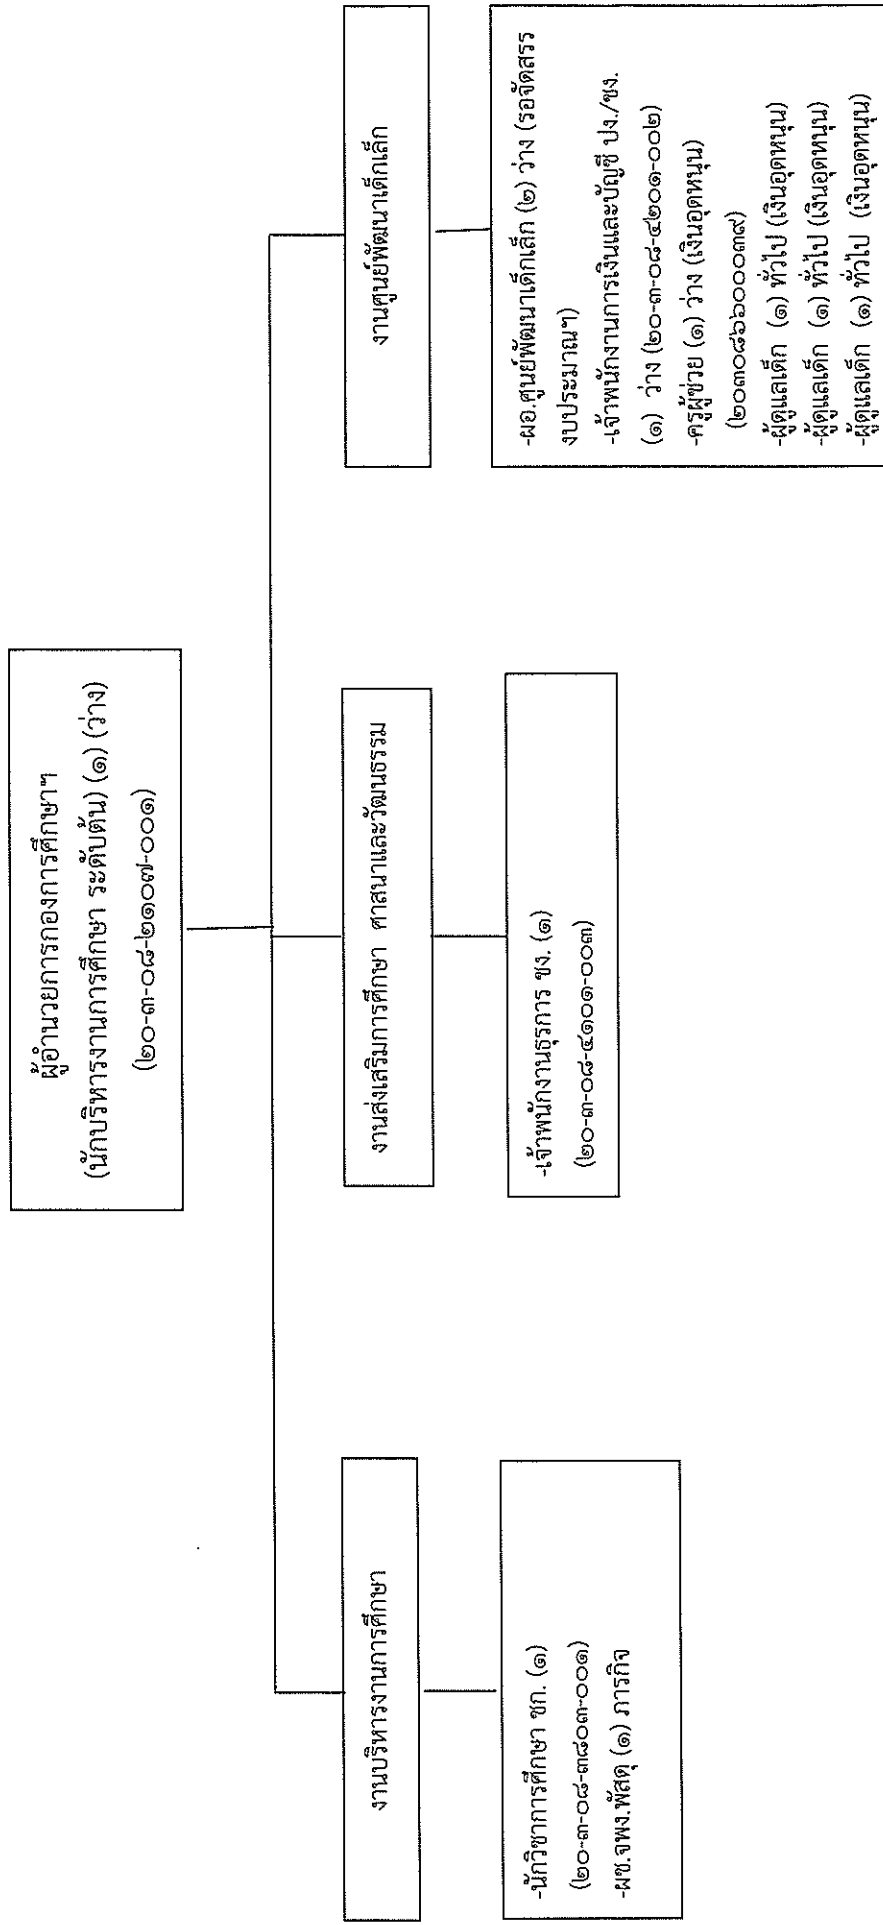 ผู้อำนวยการกองการศึกษาฯ
(นักบริหารงานการศึกษา ระดับต้น) (๑) (ว่าง)
(๒๐-๓-๐๘-๒๑๐๗-๐๐๑)
งานบริหารงานการศึกษา
-นักวิชาการศึกษา ชก. (๑)
(๒๐-๓-๐๘-๓๘๐๓-๐๐๑)
-ผช.จพง.พัสดุ (๑) ภารกิจ
งานส่งเสริมการศึกษา ศาสนาและวัฒนธรรม
-เจ้าพนักงานธุรการ ชง. (๑)
(๒๐-๓-๐๘-๔๑๐๑-๐๐๓)
งานศูนย์พัฒนาเด็กเล็ก
-ผอ.ศูนย์พัฒนาเด็กเล็ก (๒) ว่าง (รอจัดสรร
งบประมาณฯ)
-เจ้าพนักงานการเงินและบัญชี ปง./ชง.
(๑) ว่าง (๒๐-๓-๐๘-๔๒๐๑-๐๐๒)
-ครูผู้ช่วย (๑) ว่าง (เงินอุดหนุน)
(๒๐๓๐๘๖๖๐๐๐๓๙)
-ผู้ดูแลเด็ก (๑) ทั่วไป (เงินอุดหนุน)
-ผู้ดูแลเด็ก (๑) ทั่วไป (เงินอุดหนุน)
-ผู้ดูแลเด็ก (๑) ทั่วไป (เงินอุดหนุน)